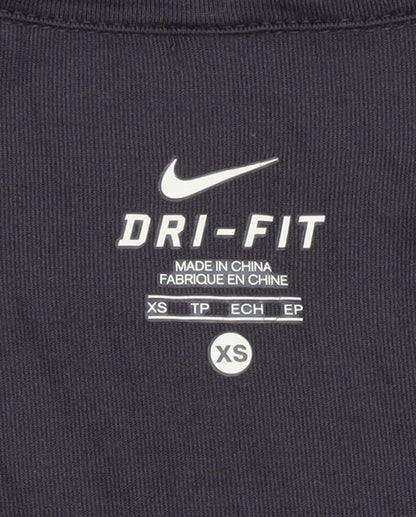 DRI-FIT
MADE IN CHINA
FABRIQUE EN CHINE
XS TP ECH EP
XS